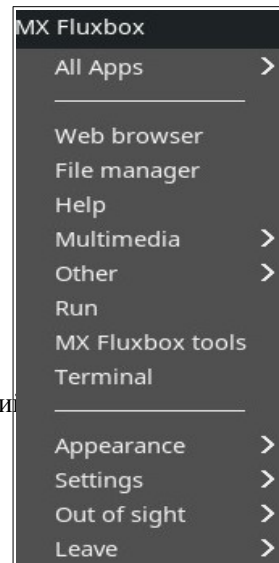 MX Fluxbox
All Apps
Web browser
File manager
Help
Multimedia
Other
Run
MX Fluxbox tools
Terminal
Appearance
Settings
Out of sight
Leave